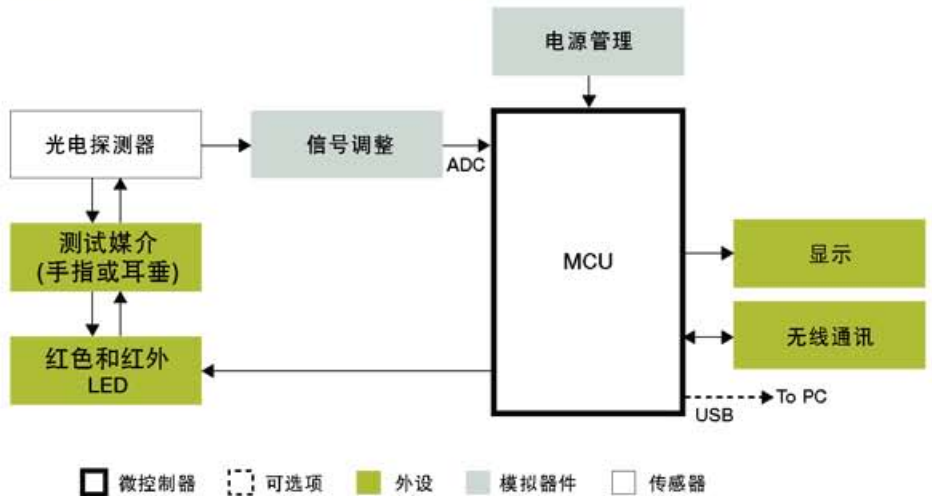 电源管理
光电探测器
信号调整
ADC
测试媒介
(手指或耳垂)
MCU
显示
红色和红外
LED
无线通讯
USB
To PC
微控制器
可选项
外设
模拟器件
传感器